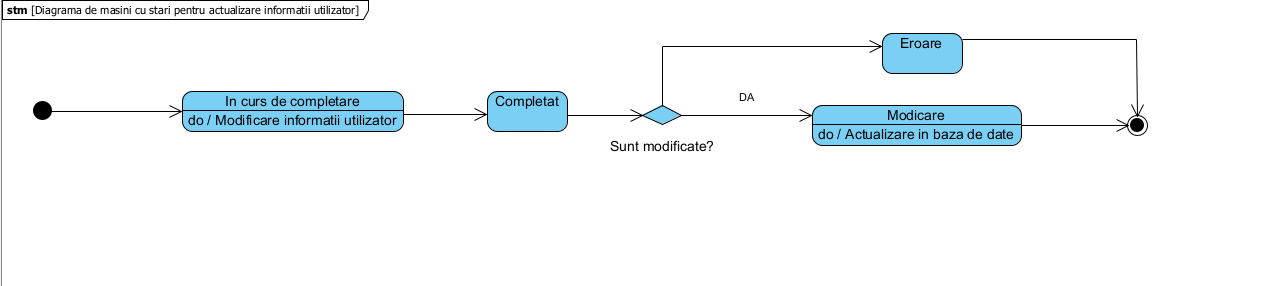 stm [Diagrama de masini cu stari pentru actualizare informatii utilizator]
Eroare
In curs de completare
do / Modificare informatii utilizator
Completat
DA
Modicare
do / Actualizare in baza de date
Sunt modificate?